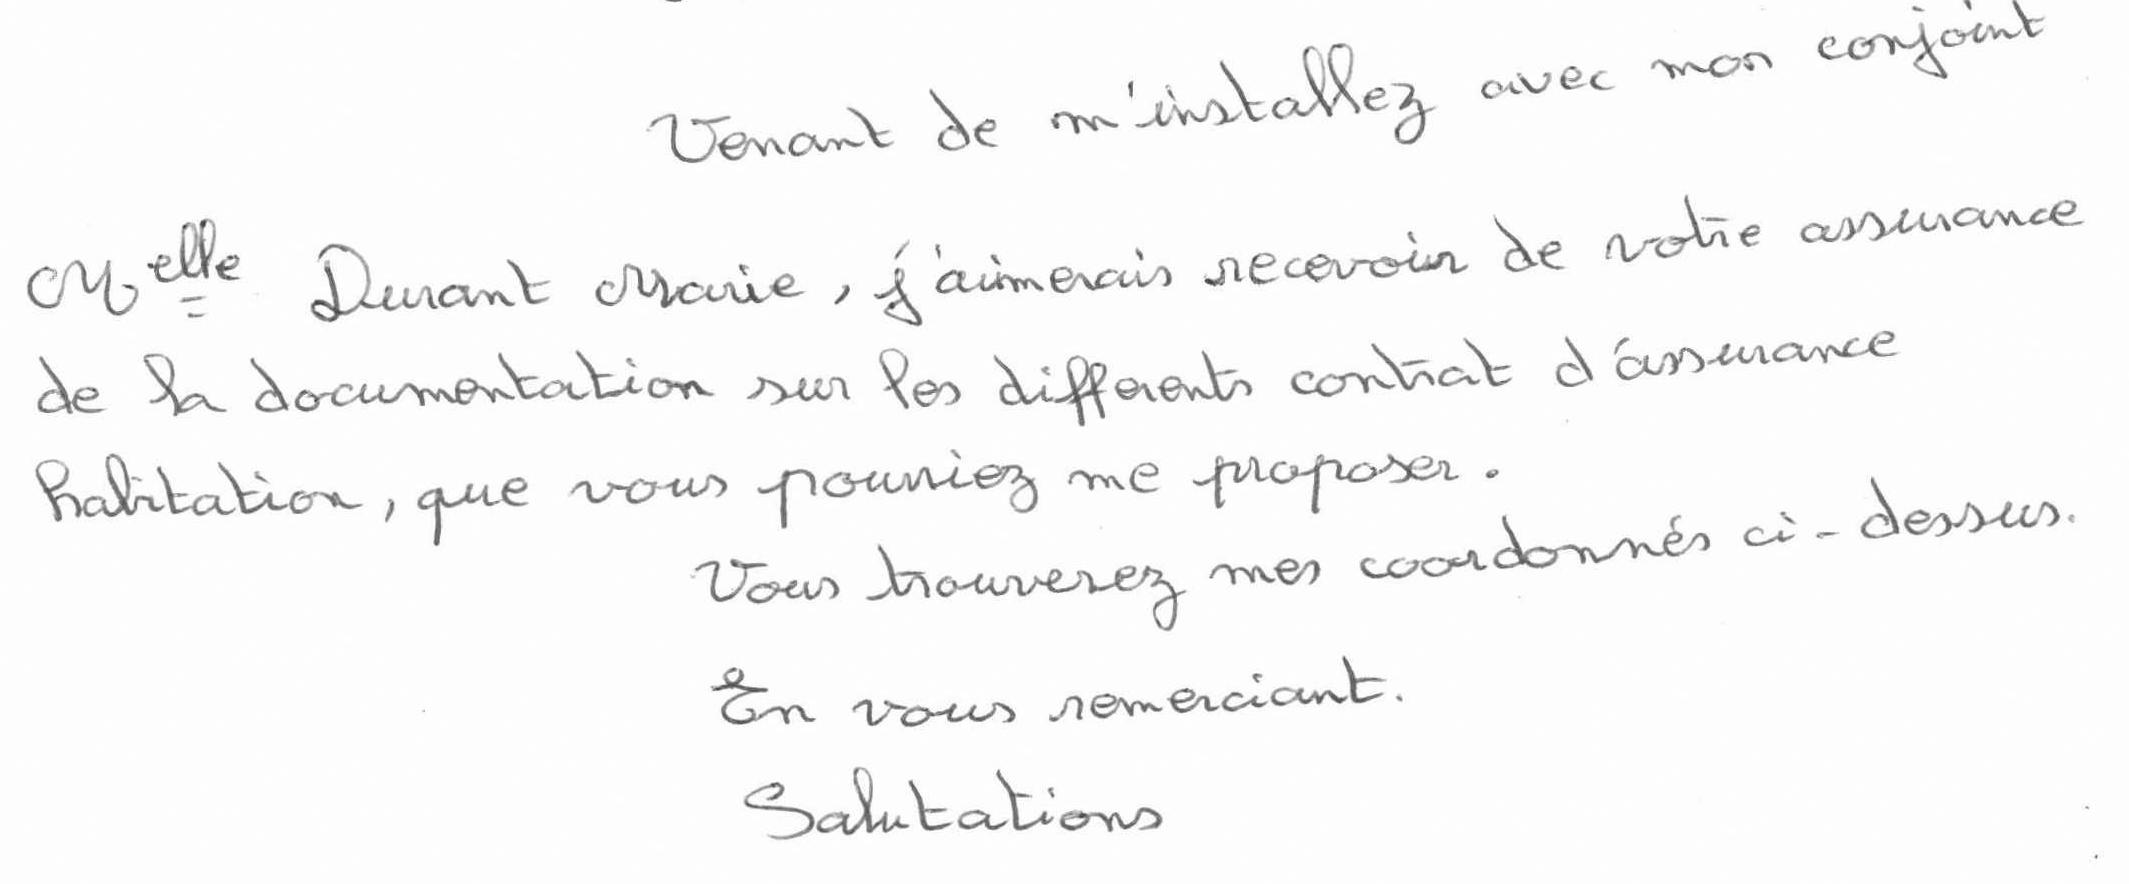 Venant de m'installez avec mon conjoint
Melle Durant Marie, j'aimerais recevoir de votre assurance
de la documentation sur les differents contrat d'assurance
habitation, que vous pourriez me proposer.
Vous trouverez mes coordonnés ci-dessus.
En vous remerciant.
Salutations